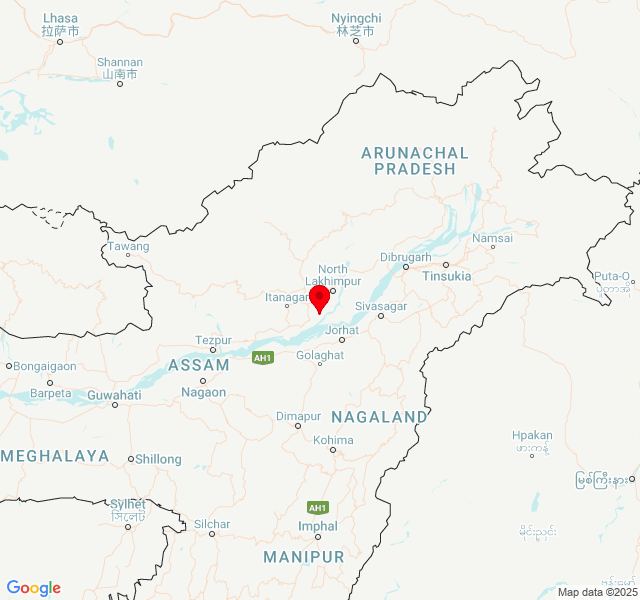 Lhasa
拉萨市
Nyingchi
林芝市
Shannan
山南市
ARUNACHAL
PRADESH
Tawang
Namsai
Dibrugarh
Tinsukia
North
Lakhimpur
Puta-O
ပူတာအို
Itanagar
Sivasagar
Jorhat
Tezpur
AH1
Golaghat
ASSAM
Bongaigaon
Barpeta
Nagaon
Guwahati
Dimapur
NAGALAND
Kohima
Hpakan
ဖားကန့်
MEGHALAYA
Shillong
မြစ်ကြီးနား
Sylhet
সিলেট
AH1
Silchar
Imphal
မိုးညှင်း
MANIPUR
Google
Map data ©2025